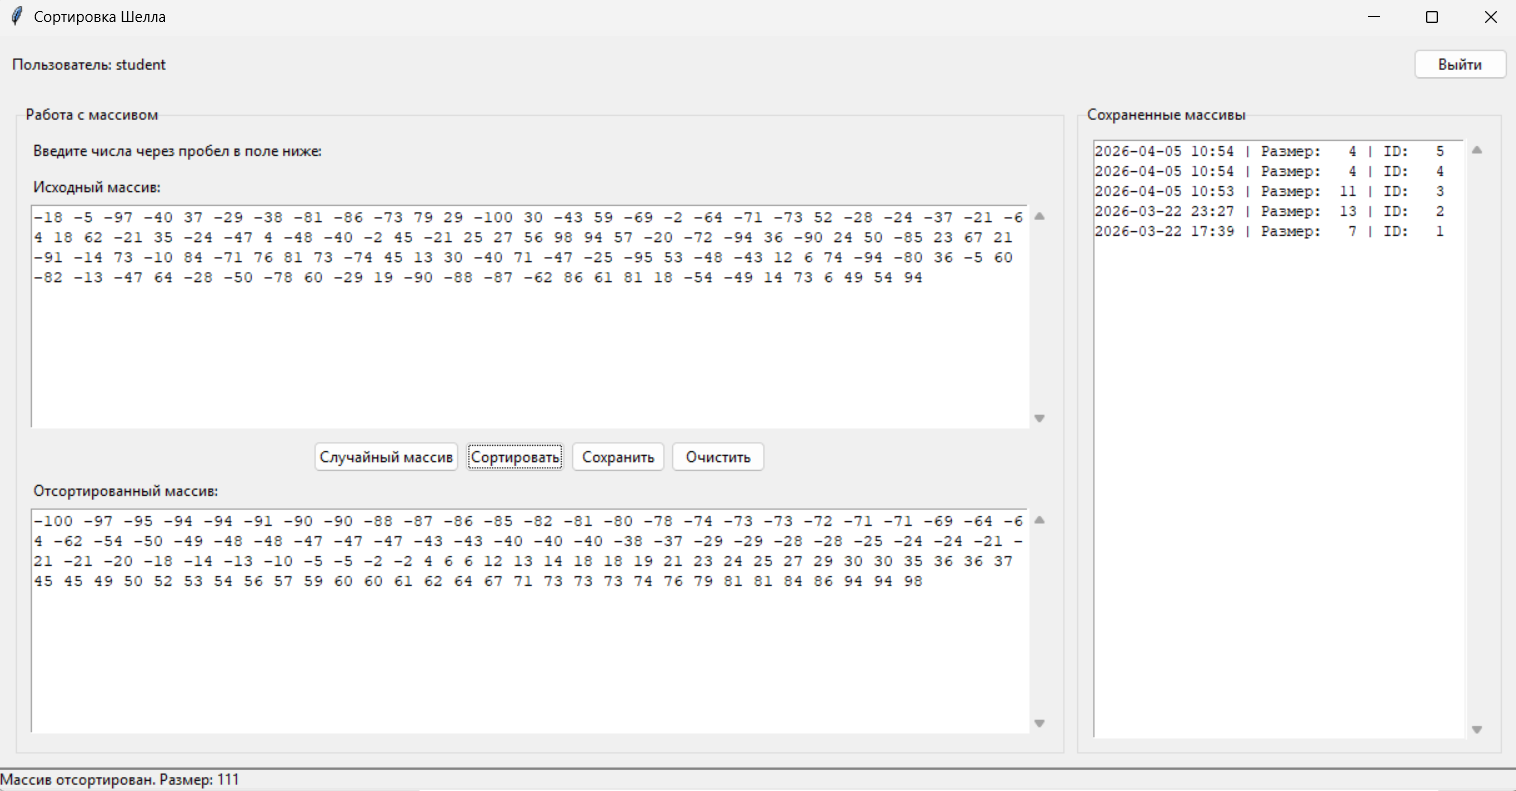 Сортировка Шелла
Пользователь: student
Выйти
Работа с массивом
Введите числа через пробел в поле ниже:
Исходный массив:
-18 -5 -97 -40 37 -29 -38 -81 -86 -73 79 29 -100 30 -43 59 -69 -2 -64 -71 -73 52 -28 -24 -37 -21 -6
4 18 62 -21 35 -24 -47 4 -48 -40 -2 45 -21 25 27 56 98 94 57 -20 -72 -94 36 -90 24 50 -85 23 67 21
-91 -14 73 -10 84 -71 76 81 73 -74 45 13 30 -40 71 -47 -25 -95 53 -48 -43 12 6 74 -94 -80 36 -5 60
-82 -13 -47 64 -28 -50 -78 60 -29 19 -90 -88 -87 -62 86 61 81 18 -54 -49 14 73 6 49 54 94
Случайный массив Сортировать Сохранить Очистить
Отсортированный массив:
-100 -97 -95 -94 -94 -91 -90 -90 -88 -87 -86 -85 -82 -81 -80 -78 -74 -73 -73 -72 -71 -71 -69 -64 -6
4 -62 -54 -50 -49 -48 -48 -47 -47 -47 -43 -43 -40 -40 -40 -38 -37 -29 -29 -28 -28 -25 -24 -24 -21 -
21 -21 -20 -18 -14 -13 -10 -5 -5 -2 -2 4 6 6 12 13 14 18 18 19 21 23 24 25 27 29 30 30 35 36 36 37
45 45 49 50 52 53 54 56 57 59 60 60 61 62 64 67 71 73 73 73 74 76 79 81 81 84 86 94 94 98
Сохраненные массивы
2026-04-05 10:54 | Размер: 4 | ID: 5
2026-04-05 10:54 | Размер: 4 | ID: 4
2026-04-05 10:53 | Размер: 11 | ID: 3
2026-03-22 23:27 | Размер: 13 | ID: 2
2026-03-22 17:39 | Размер: 7 | ID: 1
Массив отсортирован. Размер: 111